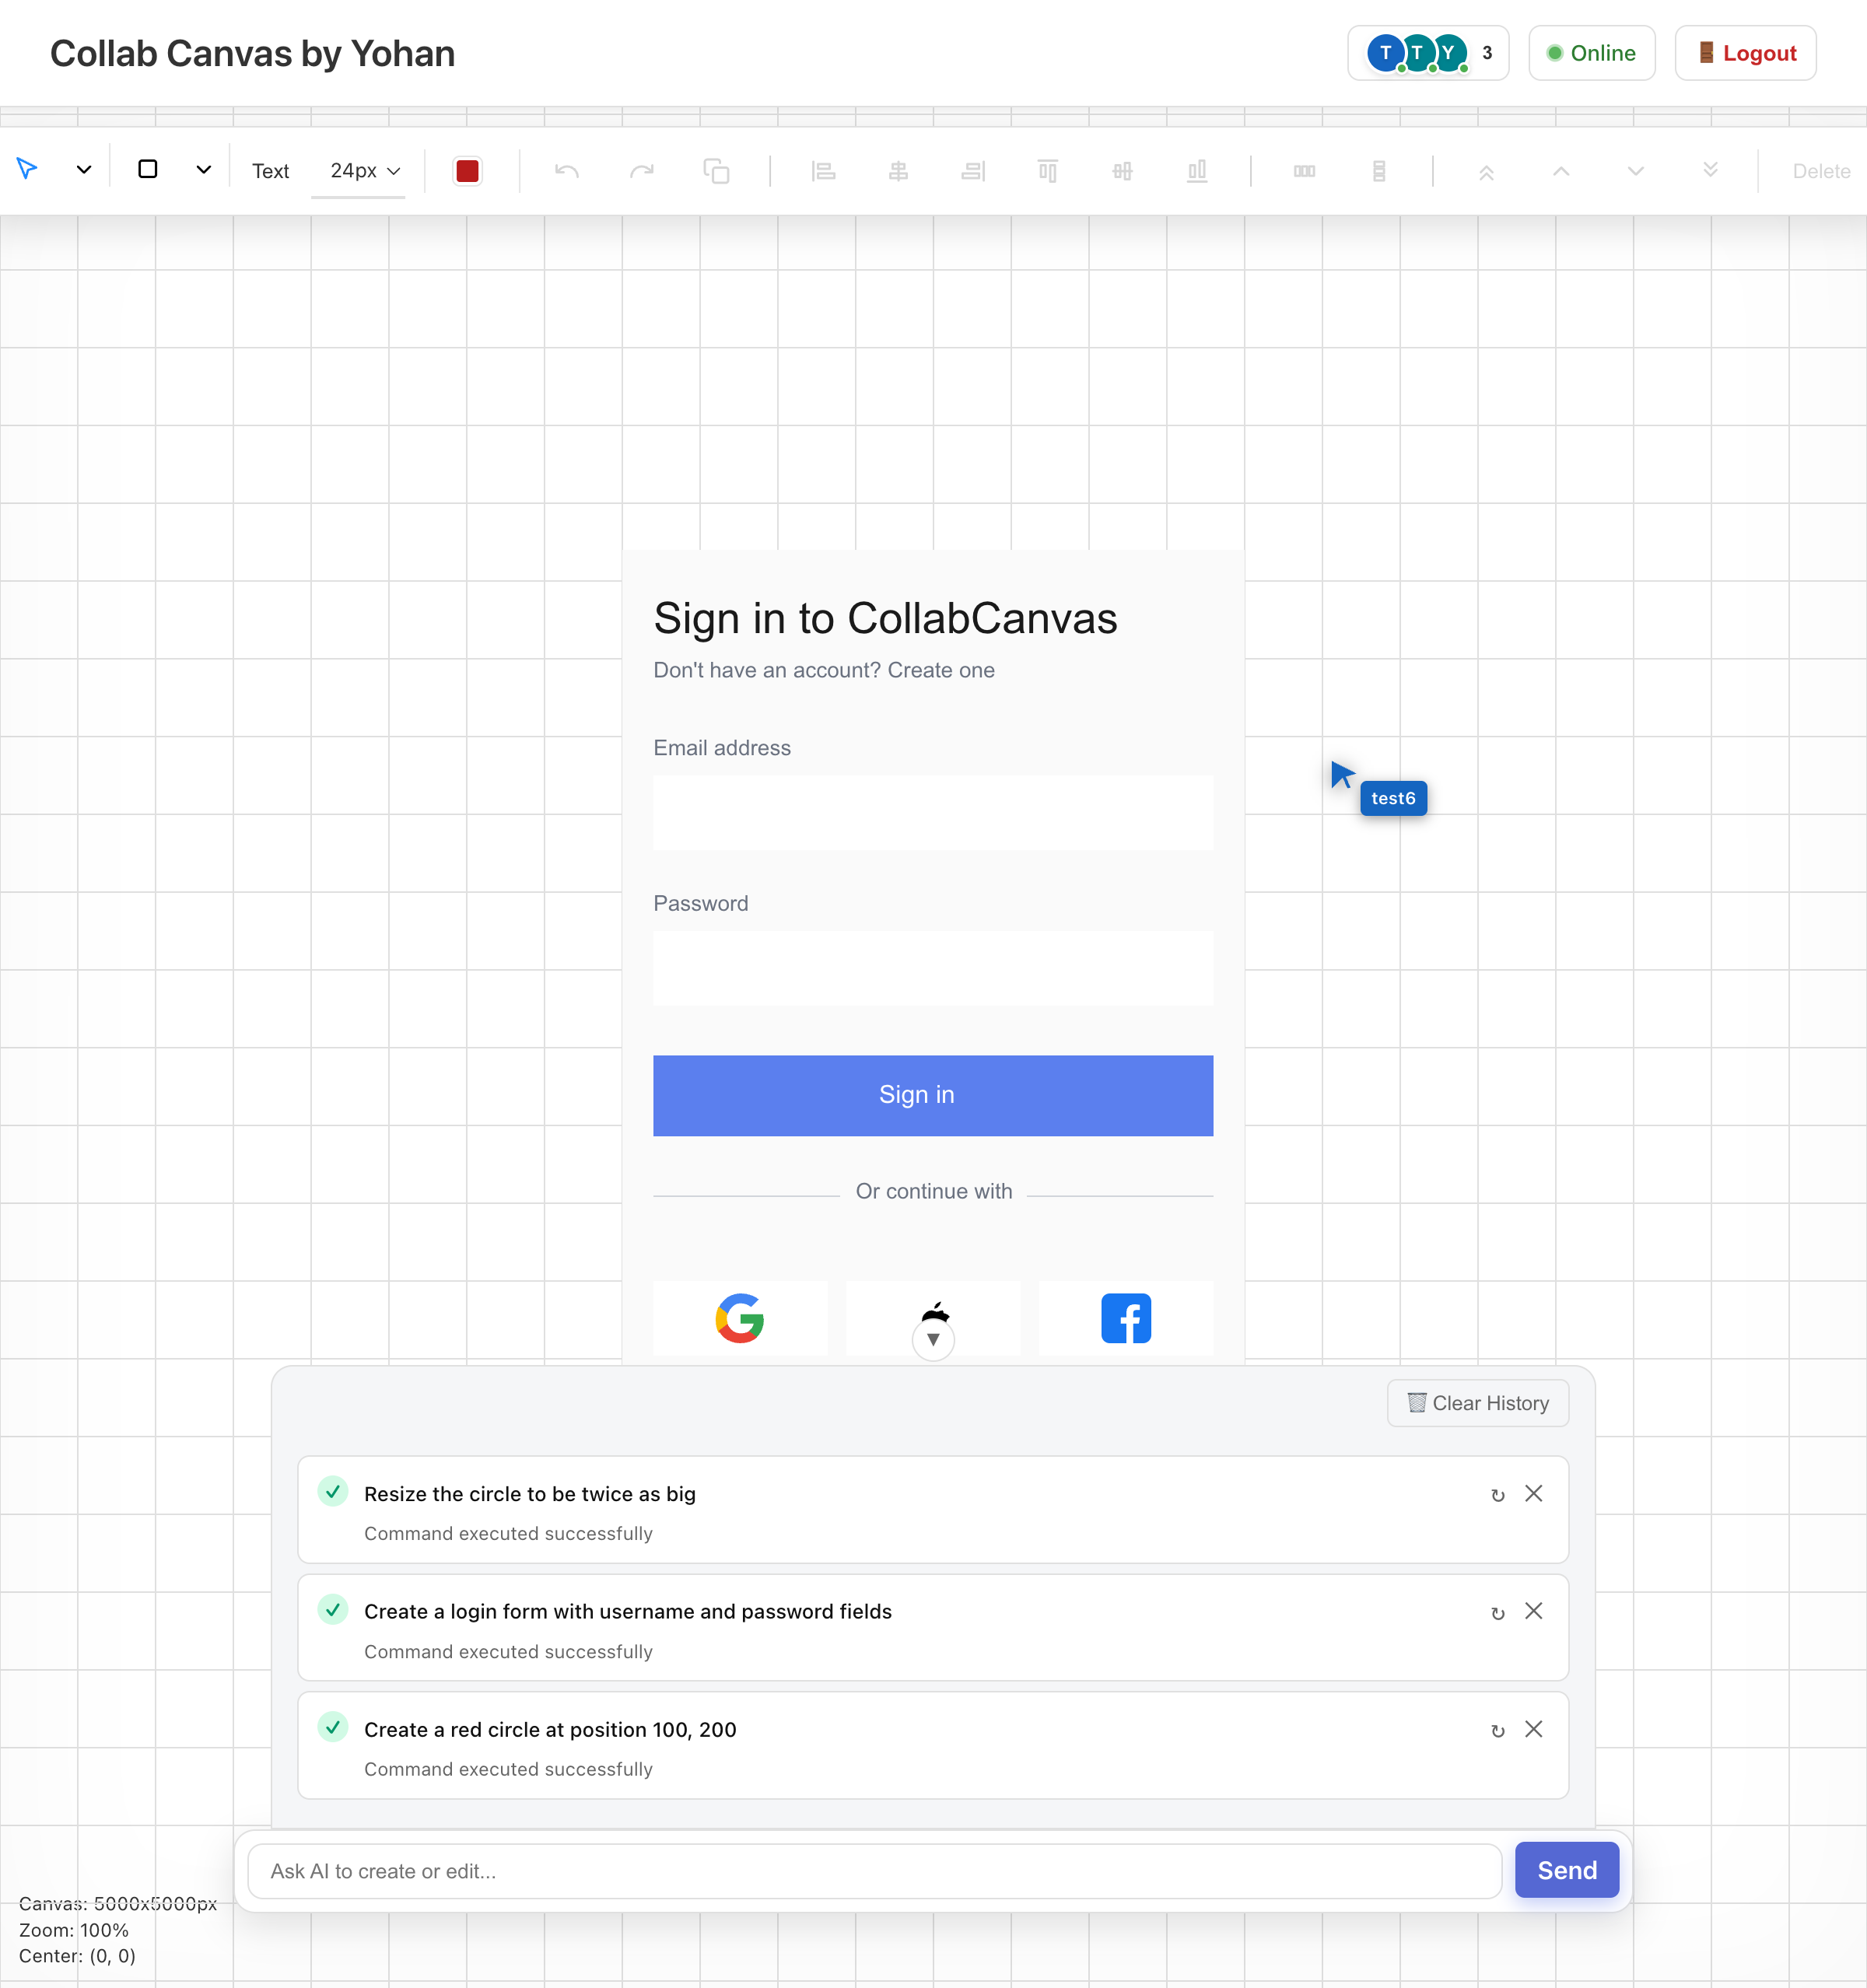 Collab Canvas by Yohan
T T Y 3
Online
Logout
Text
24px
Delete
Sign in to CollabCanvas
Don't have an account? Create one
Email address
test6
Password
Sign in
Or continue with
Clear History
Resize the circle to be twice as big
Command executed successfully
Create a login form with username and password fields
Command executed successfully
Create a red circle at position 100, 200
Command executed successfully
Ask AI to create or edit...
Send
Canvas: 5000x5000px
Zoom: 100%
Center: (0, 0)